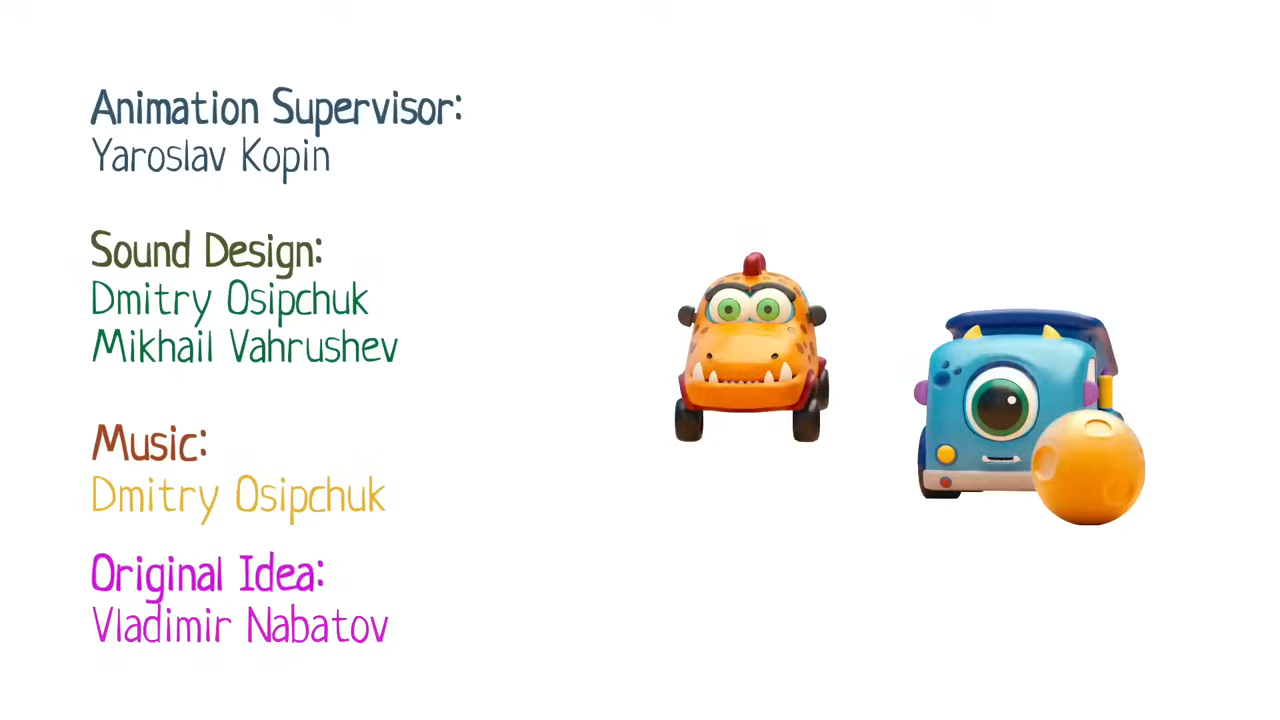 Animation Supervisor:
Yaroslav Kopin
Sound Design:
Dmitry Osipchuk
Mikhail Vahrushev
Music:
Dmitry Osipchuk
Original Idea:
Vladimir Nabatov